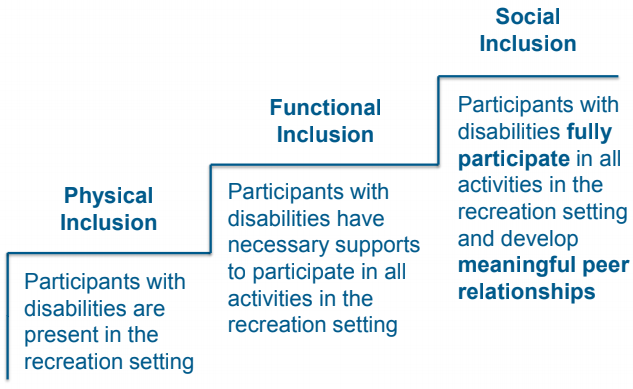 Physical
Inclusion
Participants with
disabilities are
present in the
recreation setting
Functional
Inclusion
Participants with
disabilities have
necessary supports
to participate in all
activities in the
recreation setting
Social
Inclusion
Participants with
disabilities fully
participate in all
activities in the
recreation setting
and develop
meaningful peer
relationships